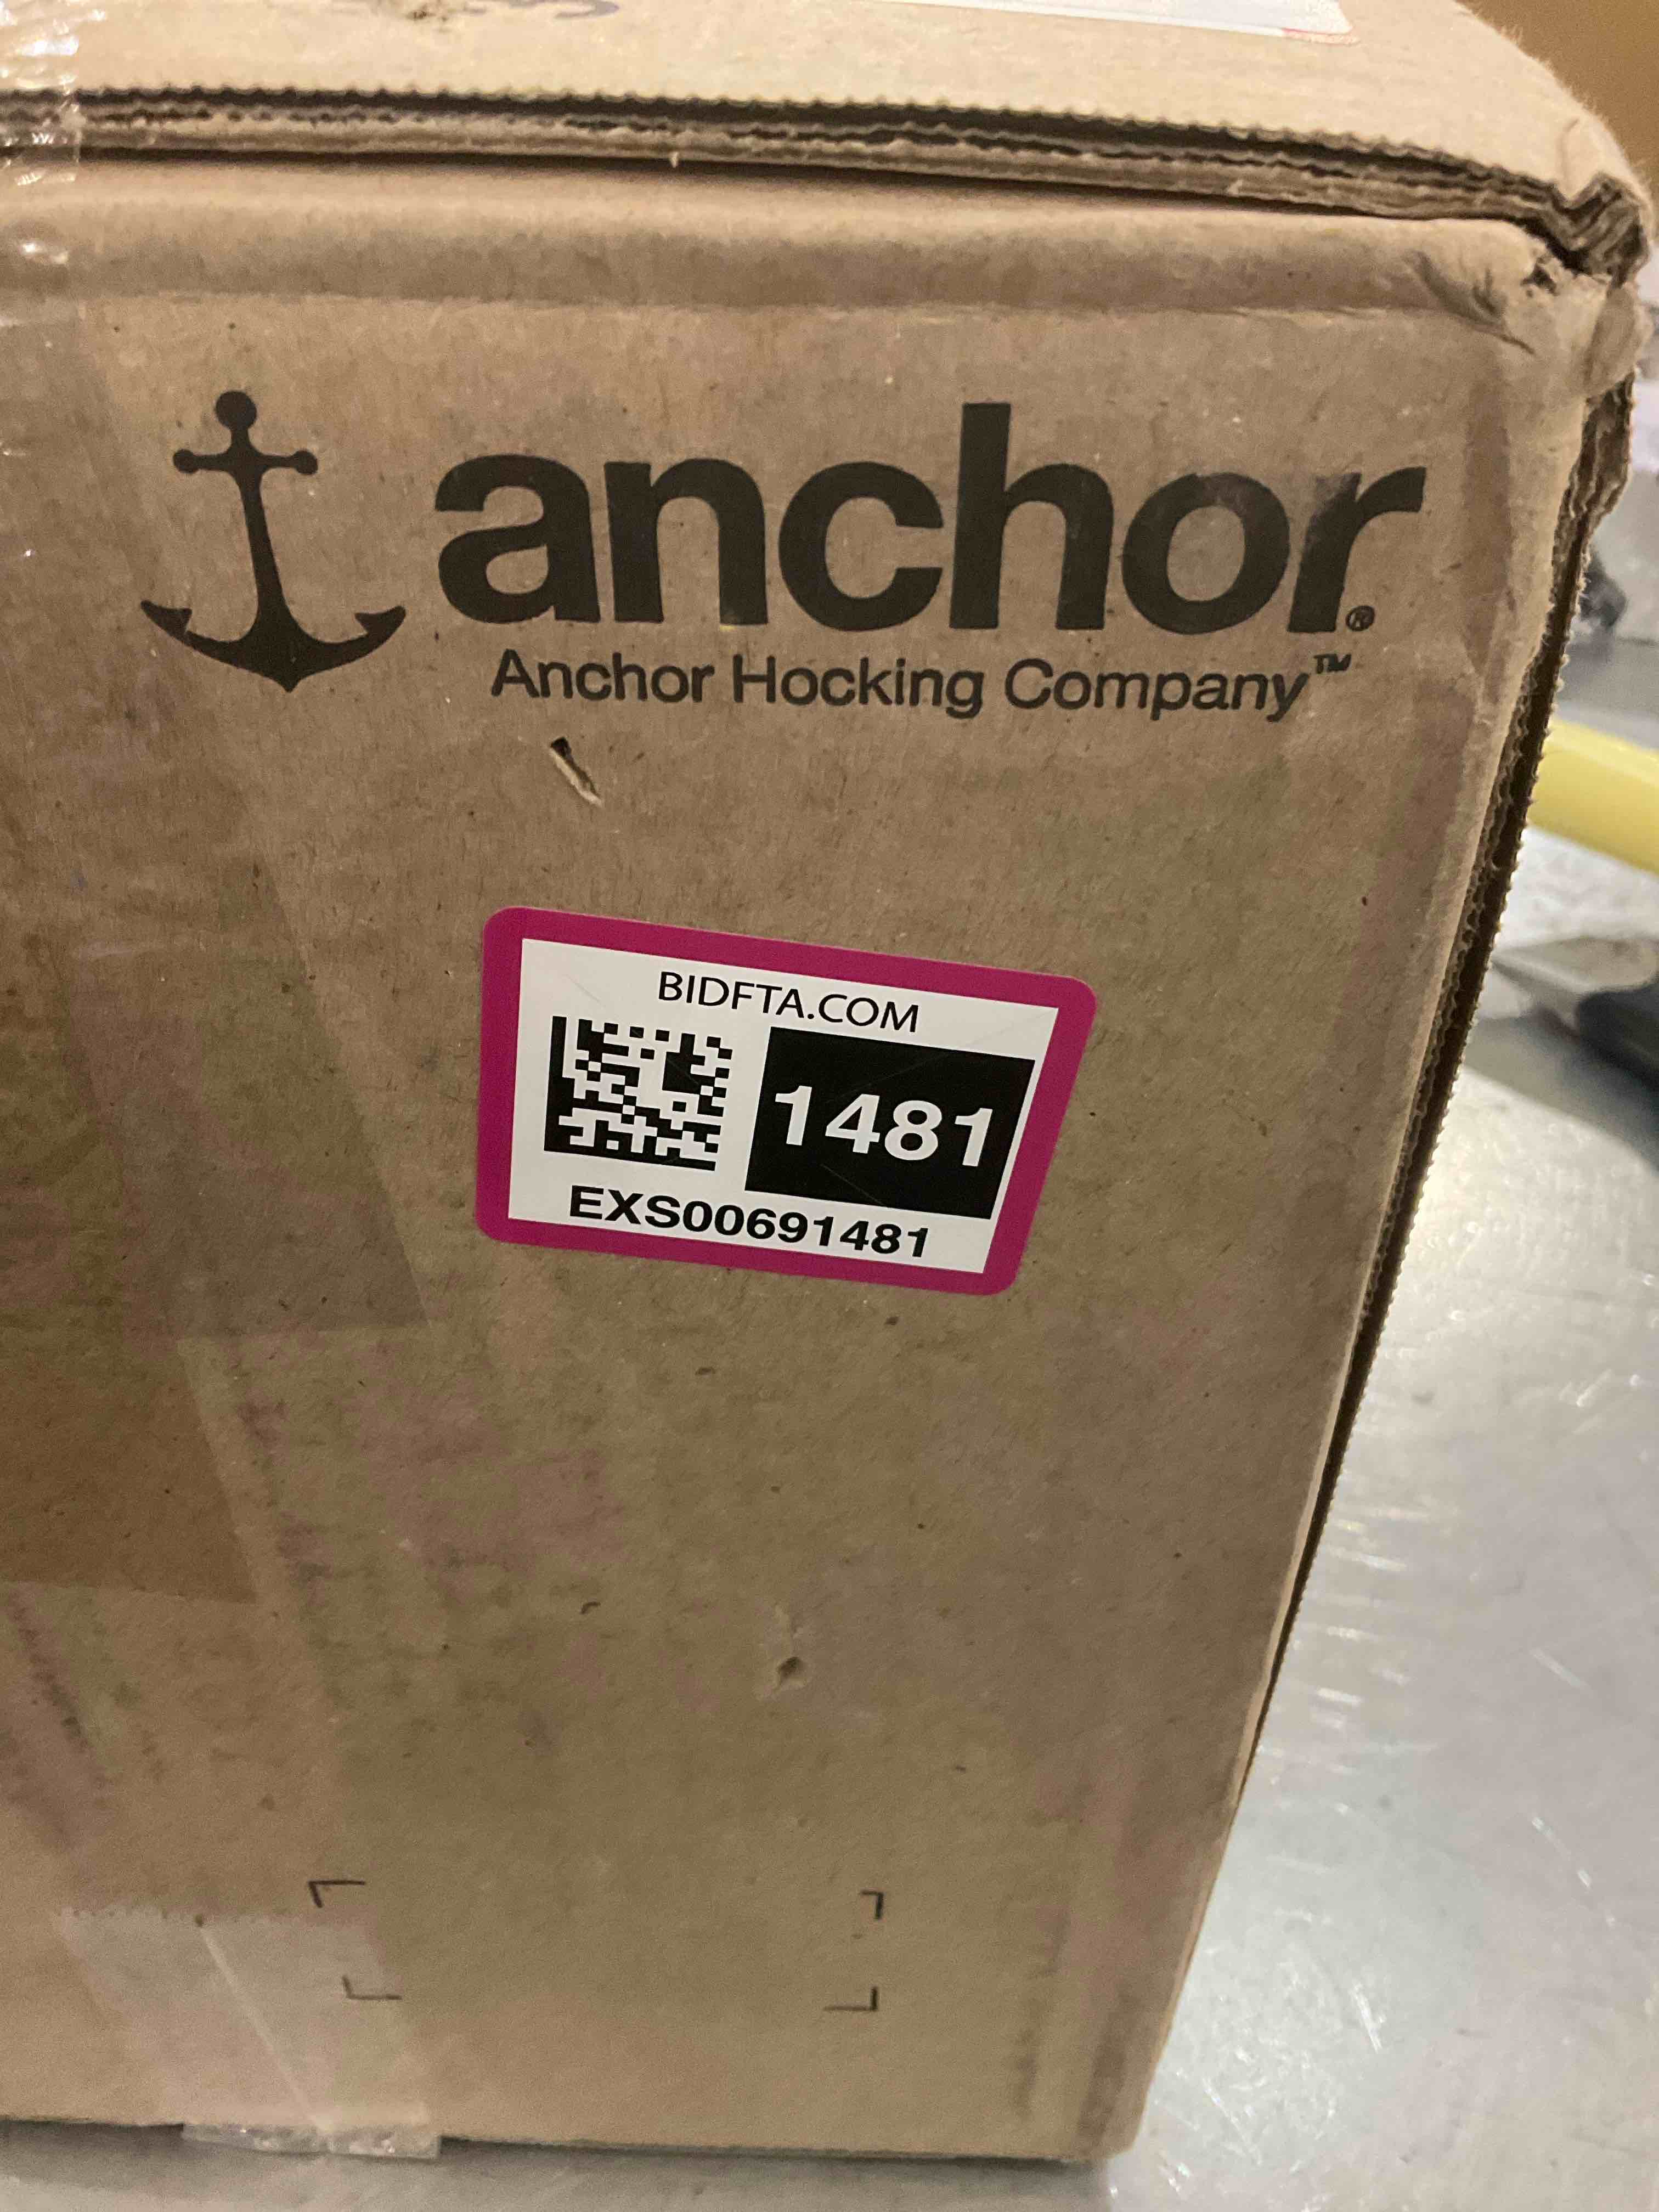 anchor®
Anchor Hocking Company™
BIDFTA.COM
1481
EXS00691481